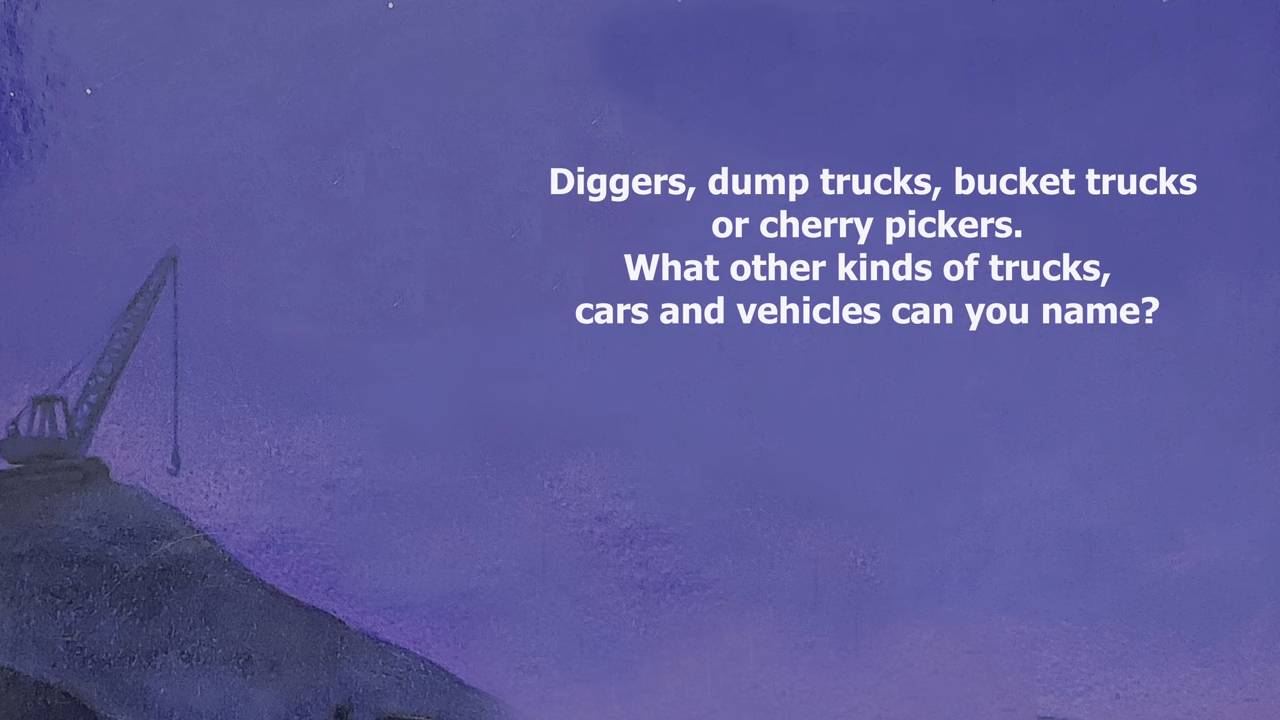 Diggers, dump trucks, bucket trucks
or cherry pickers.
What other kinds of trucks,
cars and vehicles can you name?